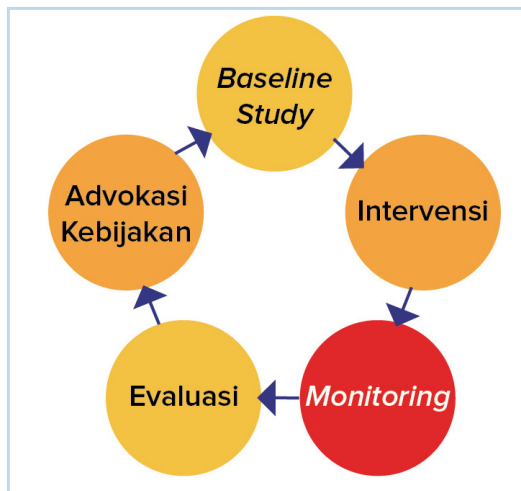 Baseline
Study
Intervensi
Monitoring
Evaluasi
Advokasi
Kebijakan